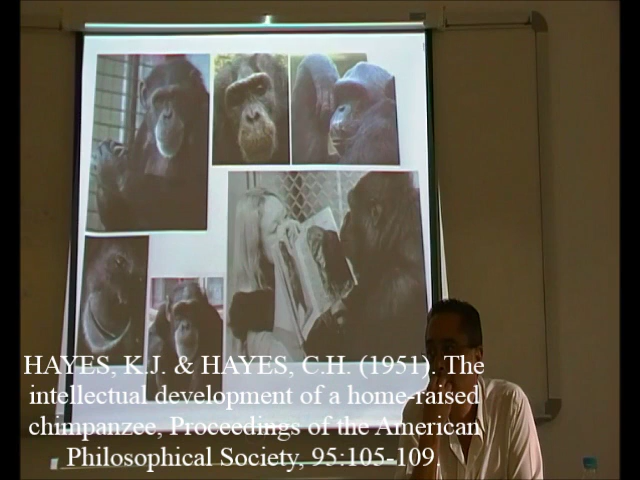 HAYES, K.J. & HAYES, C.H. (1951). The
intellectual development of a home-raised
chimpanzee, Proceedings of the American
Philosophical Society, 95:105-109.